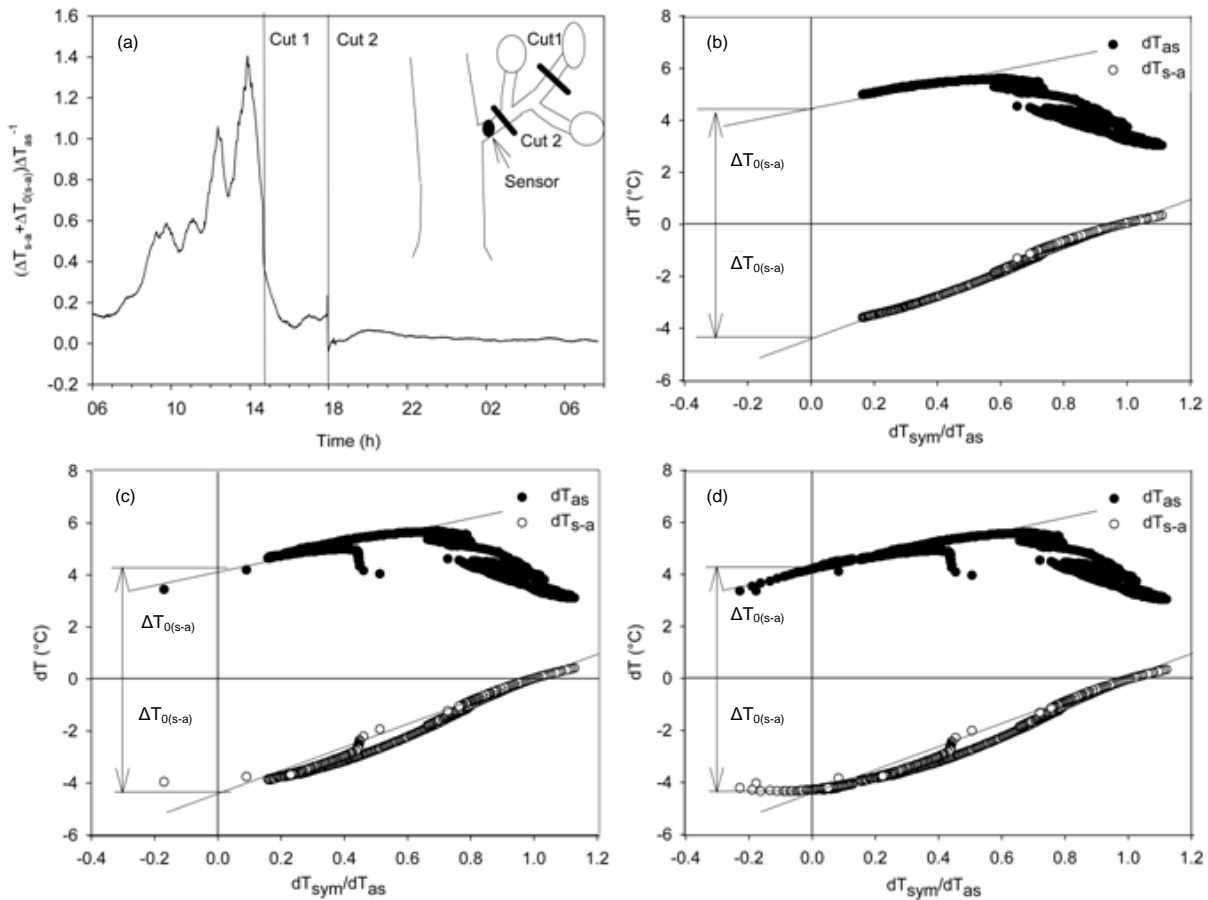 (a)
Cut 1
Cut 2
Cut1
Cut 2
Sensor
1.6
1.4
1.2
1.0
0.8
0.6
0.4
0.2
0.0
-0.2
(ΔTs-a+ΔT0(s-a))ΔTas-1
06 10 14 18 22 02 06
Time (h)
(b)
dTas
dTs-a
ΔT0(s-a)
ΔT0(s-a)
8
6
4
2
0
-2
-4
-6
dT (°C)
-0.4 -0.2 0.0 0.2 0.4 0.6 0.8 1.0 1.2
dTsym/dTas
(c)
dTas
dTs-a
ΔT0(s-a)
ΔT0(s-a)
8
6
4
2
0
-2
-4
-6
dT (°C)
-0.4 -0.2 0.0 0.2 0.4 0.6 0.8 1.0 1.2
dTsym/dTas
(d)
dTas
dTs-a
ΔT0(s-a)
ΔT0(s-a)
8
6
4
2
0
-2
-4
-6
dT (°C)
-0.4 -0.2 0.0 0.2 0.4 0.6 0.8 1.0 1.2
dTsym/dTas